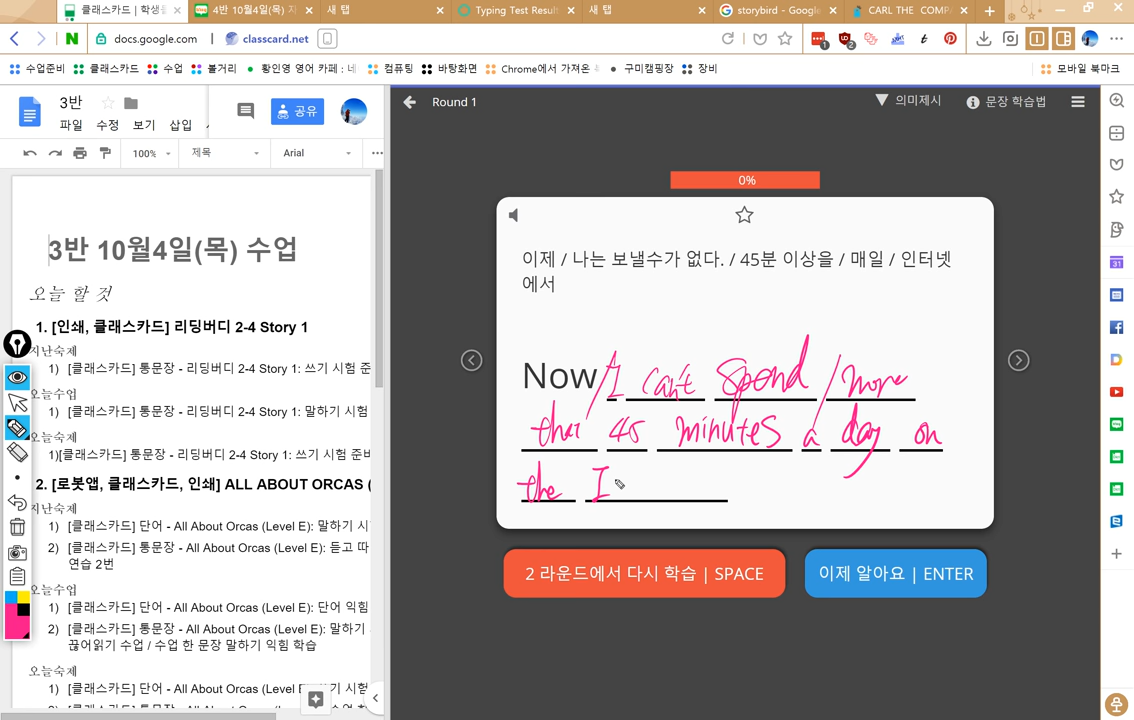 클래스카드 | 학생들
4반 10월4일(목) 지
새 탭
Typing Test Result
새 탭
storybird - Google
CARL THE COMPA
docs.google.com
classcard.net
수업준비
클래스카드
수업
볼거리
황인영 영어 카페 : 네
컴퓨팅
바탕화면
Chrome에서 가져온
구미캠핑장
장비
모바일 북마크
3반
파일 수정 보기 삽입
공유
100%
제목
Arial
3반 10월4일(목) 수업
오늘 할 것
1. [인쇄, 클래스카드] 리딩버디 2-4 Story 1
지난숙제
1) [클래스카드] 통문장 - 리딩버디 2-4 Story 1: 쓰기 시험 준
오늘수업
1) [클래스카드] 통문장 - 리딩버디 2-4 Story 1: 말하기 시험
오늘숙제
1)[클래스카드] 통문장 - 리딩버디 2-4 Story 1: 쓰기 시험 준비
2. [로봇앱, 클래스카드, 인쇄] ALL ABOUT ORCAS (
지난숙제
1) [클래스카드] 단어 - All About Orcas (Level E): 말하기 시
2) [클래스카드] 통문장 - All About Orcas (Level E): 듣고 따
연습 2번
오늘수업
1) [클래스카드] 단어 - All About Orcas (Level E): 단어 익힘
2) [클래스카드] 통문장 - All About Orcas (Level E): 말하기
끊어읽기 수업 / 수업 한 문장 말하기 익힘 학습
오늘숙제
1) [클래스카드] 단어 - All About Orcas (Level E): 쓰기 시험
Round 1
의미제시
문장 학습법
0%
이제 / 나는 보낼수가 없다. / 45분 이상을 / 매일 / 인터넷
에서
Now / I can't spend / more
than 45 minutes a day on
the I
2 라운드에서 다시 학습 | SPACE
이제 알아요 | ENTER